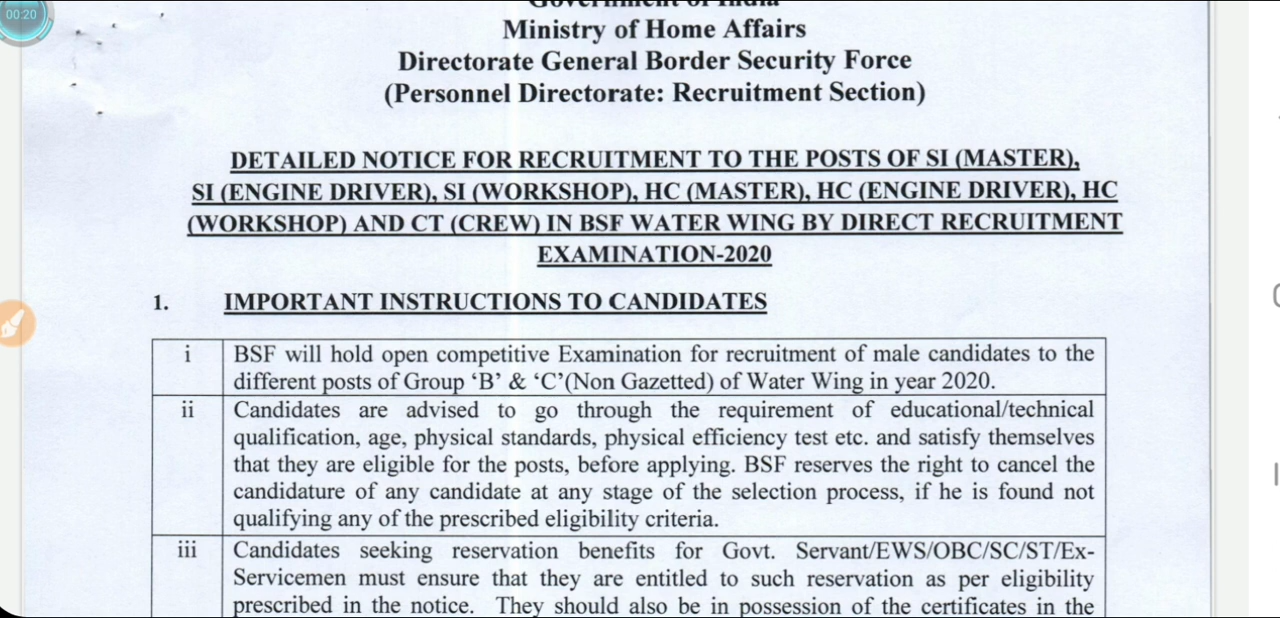 00:20
Government of India
Ministry of Home Affairs
Directorate General Border Security Force
(Personnel Directorate: Recruitment Section)
DETAILED NOTICE FOR RECRUITMENT TO THE POSTS OF SI (MASTER),
SI (ENGINE DRIVER), SI (WORKSHOP), HC (MASTER), HC (ENGINE DRIVER), HC
(WORKSHOP) AND CT (CREW) IN BSF WATER WING BY DIRECT RECRUITMENT
EXAMINATION-2020
1. IMPORTANT INSTRUCTIONS TO CANDIDATES
i BSF will hold open competitive Examination for recruitment of male candidates to the
different posts of Group ‘B’ & ‘C’(Non Gazetted) of Water Wing in year 2020.
ii Candidates are advised to go through the requirement of educational/technical
qualification, age, physical standards, physical efficiency test etc. and satisfy themselves
that they are eligible for the posts, before applying. BSF reserves the right to cancel the
candidature of any candidate at any stage of the selection process, if he is found not
qualifying any of the prescribed eligibility criteria.
iii Candidates seeking reservation benefits for Govt. Servant/EWS/OBC/SC/ST/Ex-
Servicemen must ensure that they are entitled to such reservation as per eligibility
prescribed in the notice. They should also be in possession of the certificates in the